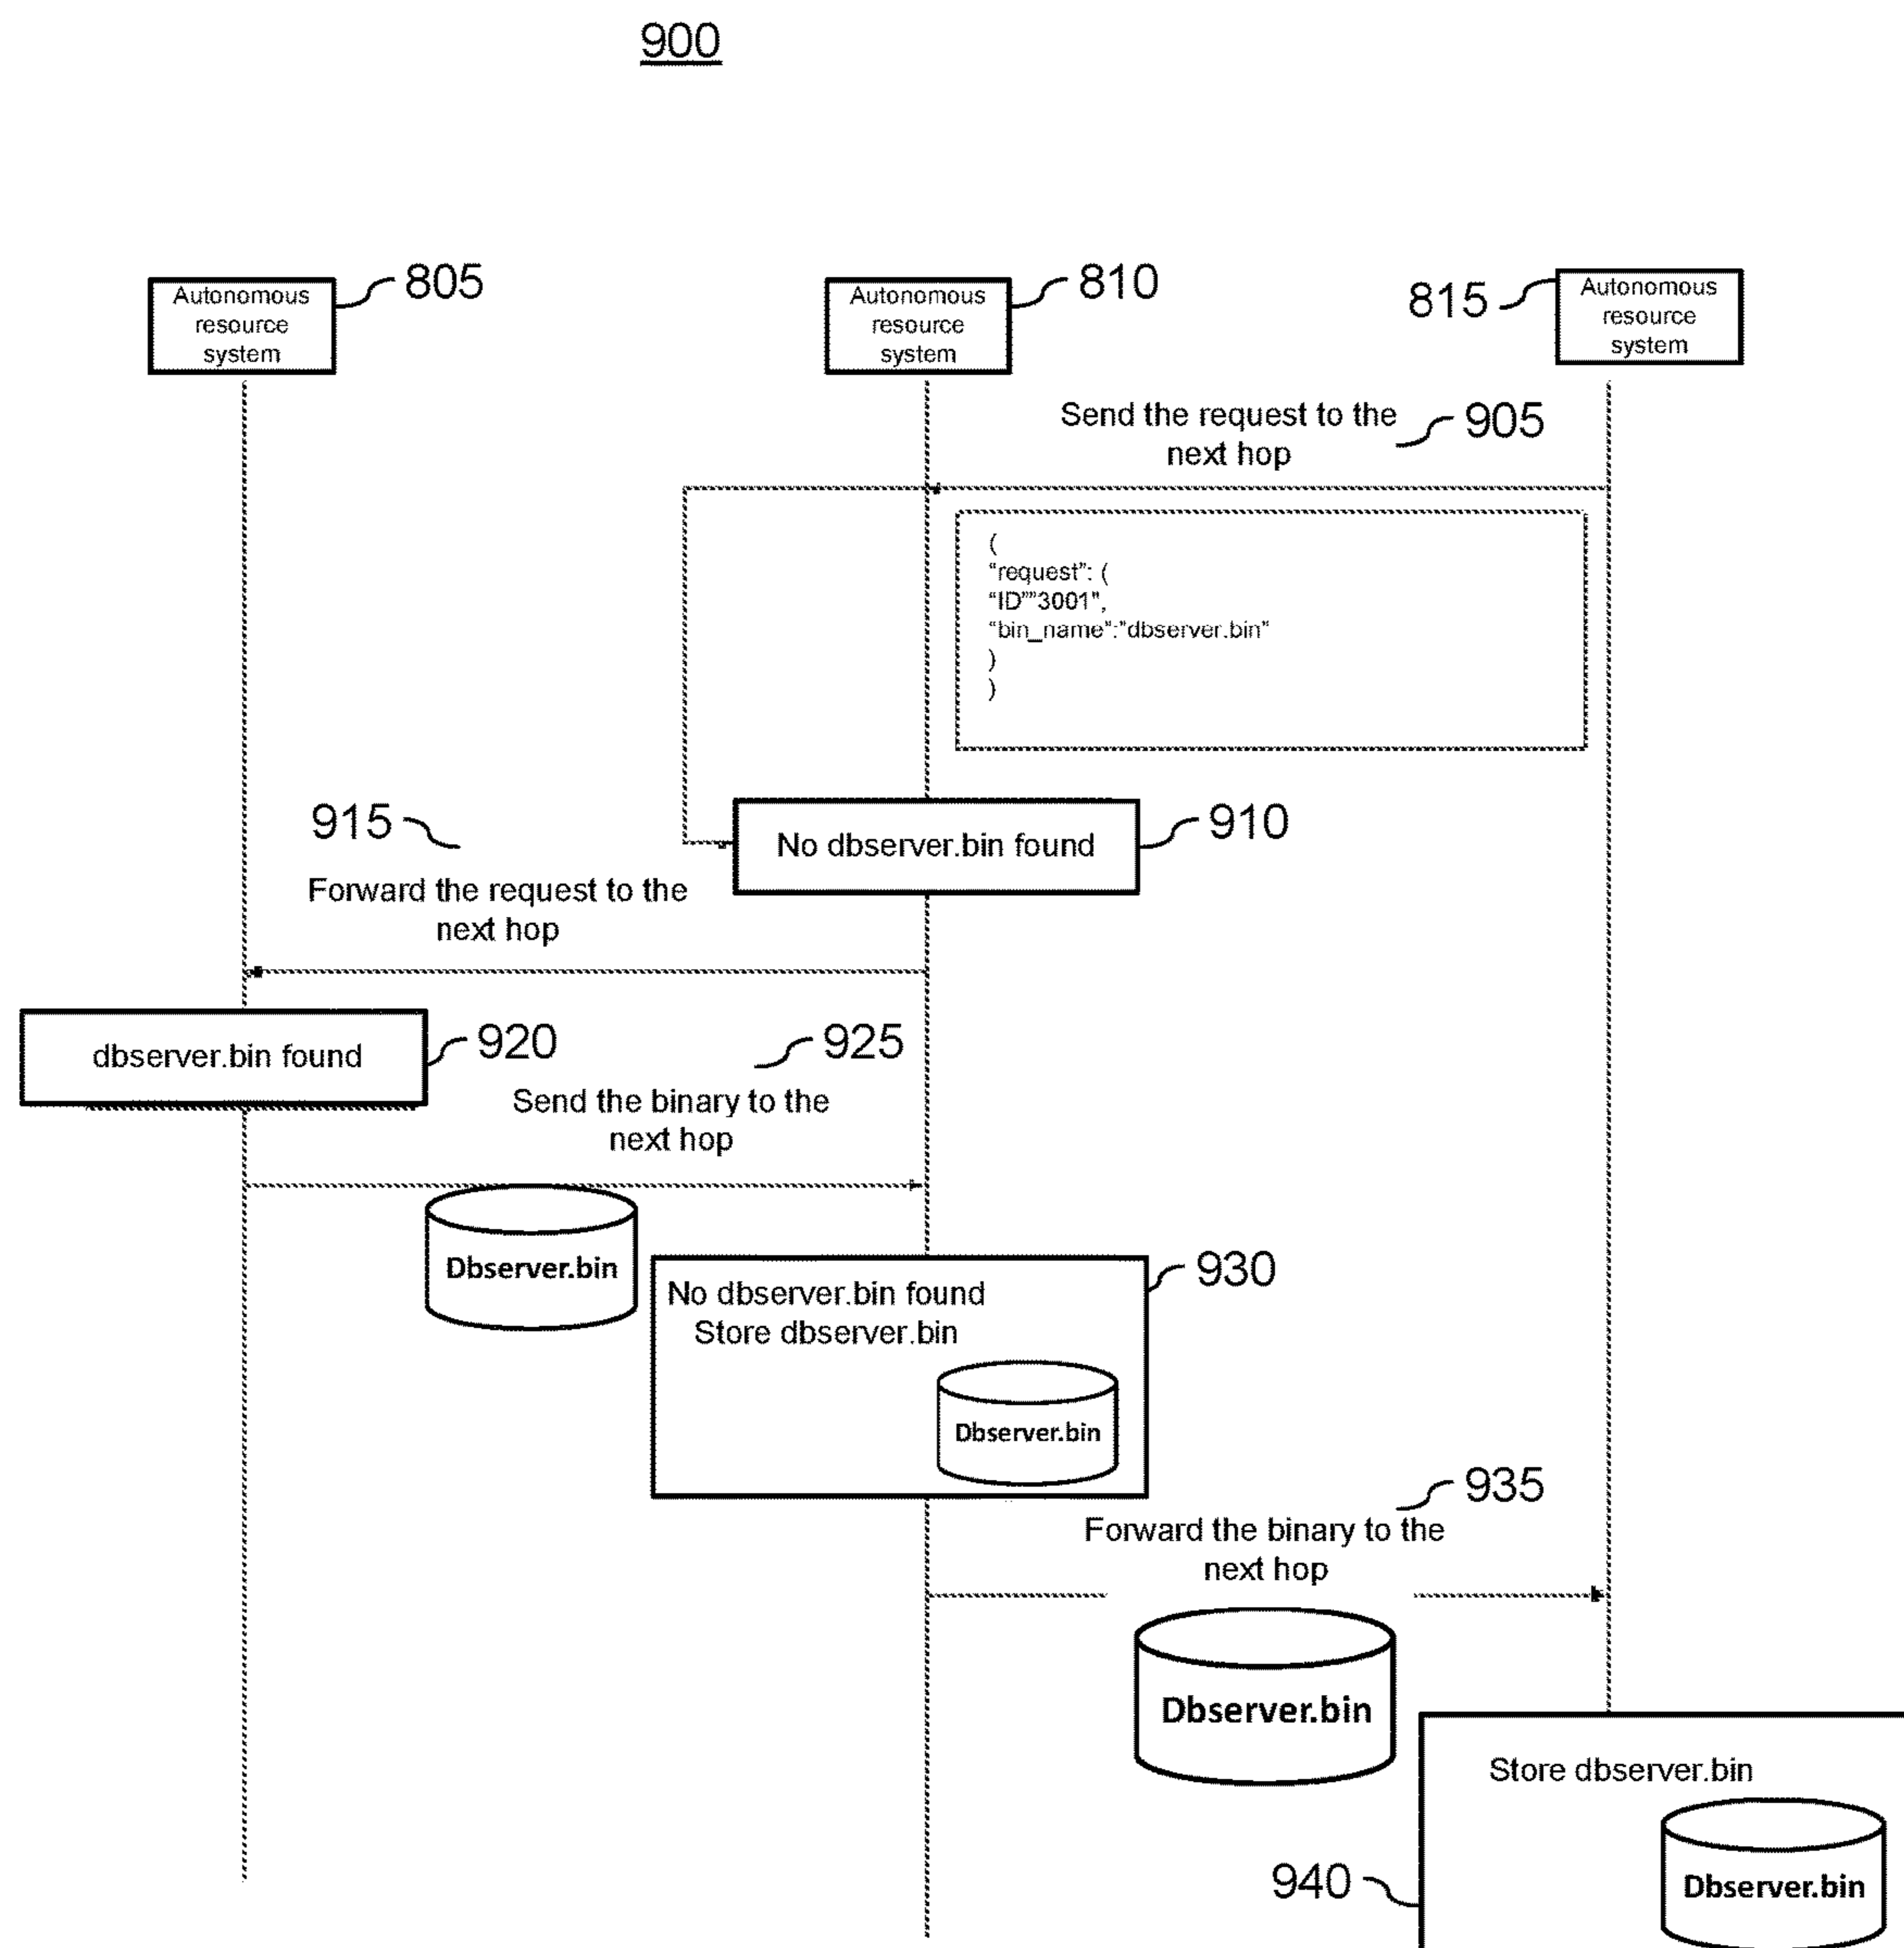 900
Autonomous
resource
system
805
Autonomous
resource
system
810
815
Autonomous
resource
system
Send the request to the
next hop
905
(
“request”: (
“ID””3001",
“bin_name“:"dbserver.bin"
)
)
915
No dbserver.bin found
910
Forward the request to the
next hop
dbserver.bin found
920
925
Send the binary to the
next hop
Dbserver.bin
930
No dbserver.bin found
Store dbserver.bin
Dbserver.bin
935
Forward the binary to the
next hop
Dbserver.bin
Store dbserver.bin
940
Dbserver.bin